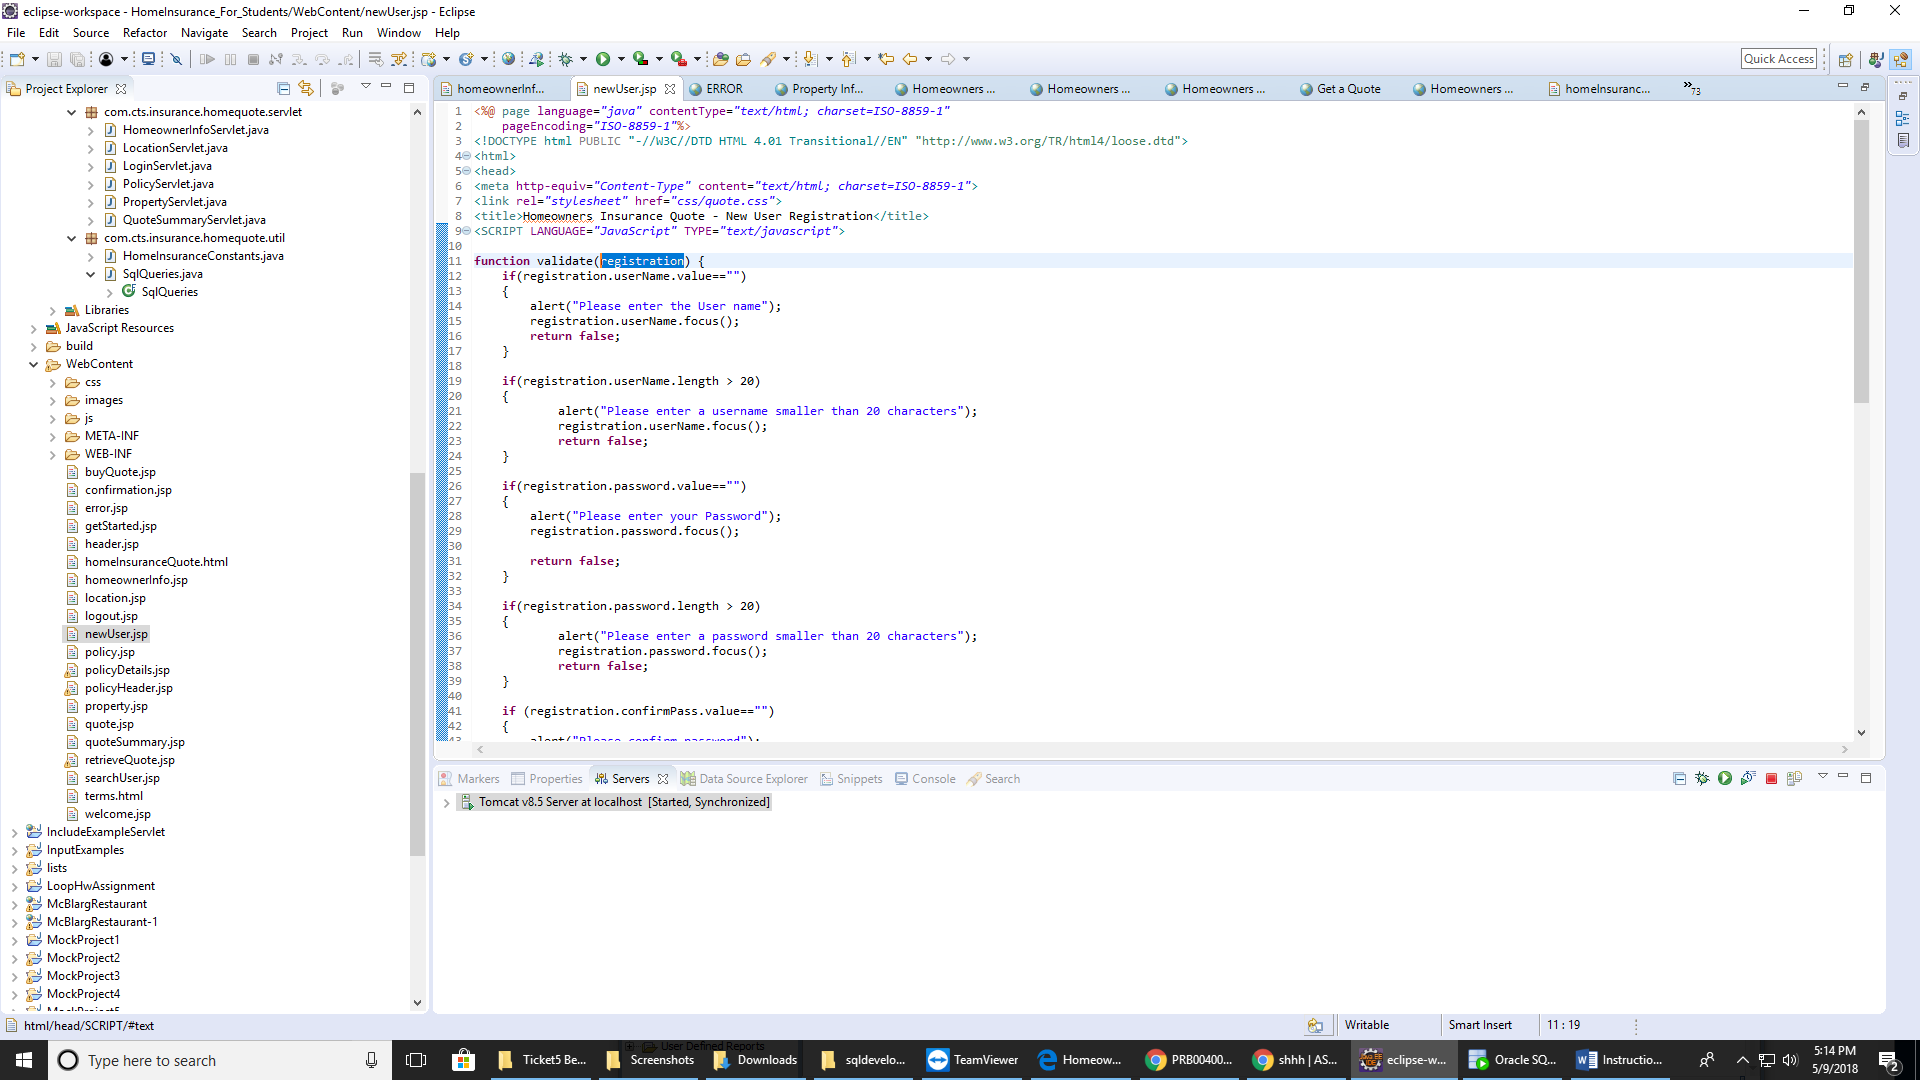 eclipse-workspace - HomeInsurance_For_Students/WebContent/newUser.jsp - Eclipse
File Edit Source Refactor Navigate Search Project Run Window Help
Quick Access
Project Explorer
com.cts.insurance.homequote.servlet
HomeownerInfoServlet.java
LocationServlet.java
LoginServlet.java
PolicyServlet.java
PropertyServlet.java
QuoteSummaryServlet.java
com.cts.insurance.homequote.util
HomeInsuranceConstants.java
SqlQueries.java
SqlQueries
Libraries
JavaScript Resources
build
WebContent
css
images
js
META-INF
WEB-INF
buyQuote.jsp
confirmation.jsp
error.jsp
getStarted.jsp
header.jsp
homeInsuranceQuote.html
homeownerInfo.jsp
location.jsp
logout.jsp
newUser.jsp
policy.jsp
policyDetails.jsp
policyHeader.jsp
property.jsp
quote.jsp
quoteSummary.jsp
retrieveQuote.jsp
searchUser.jsp
terms.html
welcome.jsp
IncludeExampleServlet
InputExamples
lists
LoopHwAssignment
McBlargRestaurant
McBlargRestaurant-1
MockProject1
MockProject2
MockProject3
MockProject4
homeownerInf... newUser.jsp ERROR Property Inf... Homeowners ... Homeowners ... Homeowners ... Get a Quote Homeowners ... homeInsuranc... »73
1 <%@ page language="java" contentType="text/html; charset=ISO-8859-1"
2 pageEncoding="ISO-8859-1"%>
3 <!DOCTYPE html PUBLIC "-//W3C//DTD HTML 4.01 Transitional//EN" "http://www.w3.org/TR/html4/loose.dtd">
4 <html>
5 <head>
6 <meta http-equiv="Content-Type" content="text/html; charset=ISO-8859-1">
7 <link rel="stylesheet" href="css/quote.css">
8 <title>Homeowners Insurance Quote - New User Registration</title>
9 <SCRIPT LANGUAGE="JavaScript" TYPE="text/javascript">
10
11 function validate(registration) {
12 if(registration.userName.value=="")
13 {
14 alert("Please enter the User name");
15 registration.userName.focus();
16 return false;
17 }
18
19 if(registration.userName.length > 20)
20 {
21 alert("Please enter a username smaller than 20 characters");
22 registration.userName.focus();
23 return false;
24 }
25
26 if(registration.password.value=="")
27 {
28 alert("Please enter your Password");
29 registration.password.focus();
30
31 return false;
32 }
33
34 if(registration.password.length > 20)
35 {
36 alert("Please enter a password smaller than 20 characters");
37 registration.password.focus();
38 return false;
39 }
40
41 if (registration.confirmPass.value=="")
42 {
43 alert("Please confirm password");
Markers Properties Servers Data Source Explorer Snippets Console Search
Tomcat v8.5 Server at localhost [Started, Synchronized]
html/head/SCRIPT/#text
Writable Smart Insert 11 : 19
User Defined Reports
Type here to search
Ticket5 Be... Screenshots Downloads sqldevelo... TeamViewer Homeow... PRB00400... shhh | AS... eclipse-w... Oracle SQ... Instructio...
5:14 PM
5/9/2018
2